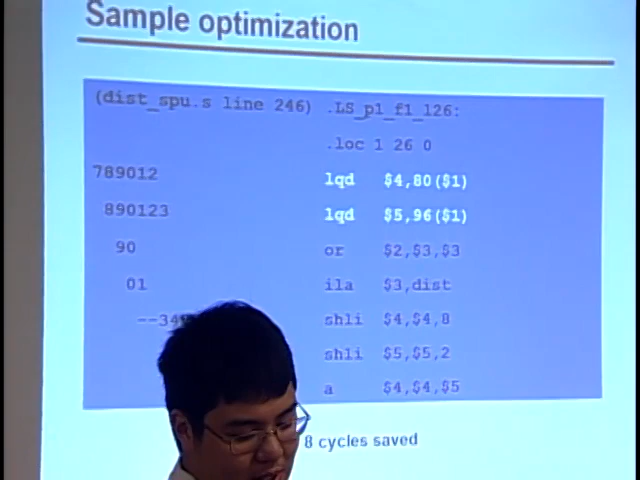 Sample optimization
(dist_spu.s line 246) .LS_p1_f1_126:
.loc 1 26 0
789012 lqd $4,80($1)
890123 lqd $5,96($1)
90 or $2,$3,$3
01 ila $3,dist
--34 shli $4,$4,8
shli $5,$5,2
a $4,$4,$5
8 cycles saved